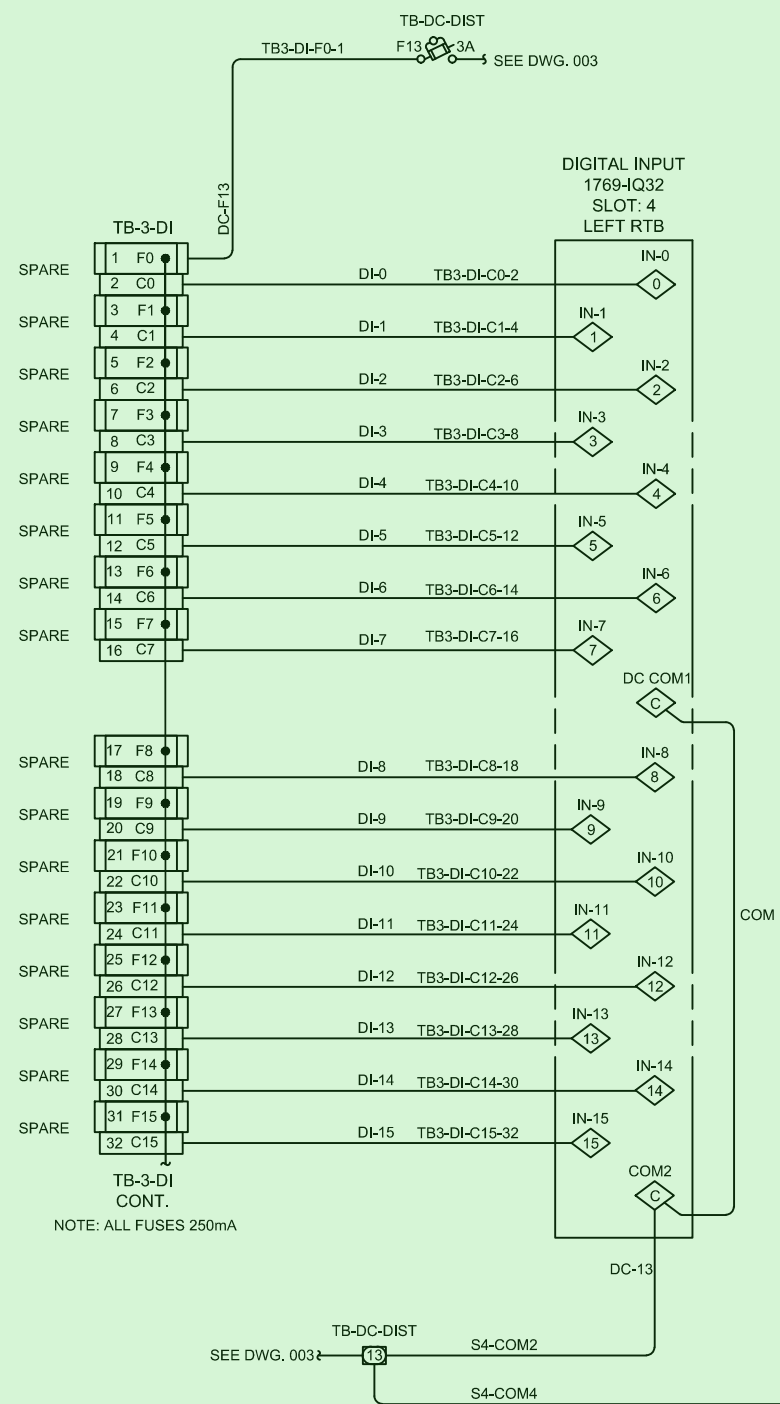 TB-DC-DIST
TB3-DI-F0-1 F13 3A
SEE DWG. 003
DC-F13
DIGITAL INPUT
1769-IQ32
SLOT: 4
LEFT RTB
TB-3-DI
1 F0
SPARE
2 C0 DI-0 TB3-DI-C0-2 IN-0 0
3 F1
SPARE
4 C1 DI-1 TB3-DI-C1-4 IN-1 1
5 F2
SPARE
6 C2 DI-2 TB3-DI-C2-6 IN-2 2
7 F3
SPARE
8 C3 DI-3 TB3-DI-C3-8 IN-3 3
9 F4
SPARE
10 C4 DI-4 TB3-DI-C4-10 IN-4 4
11 F5
SPARE
12 C5 DI-5 TB3-DI-C5-12 IN-5 5
13 F6
SPARE
14 C6 DI-6 TB3-DI-C6-14 IN-6 6
15 F7
SPARE
16 C7 DI-7 TB3-DI-C7-16 IN-7 7
DC COM1
C
17 F8
SPARE
18 C8 DI-8 TB3-DI-C8-18 IN-8 8
19 F9
SPARE
20 C9 DI-9 TB3-DI-C9-20 IN-9 9
21 F10
SPARE
22 C10 DI-10 TB3-DI-C10-22 IN-10 10
23 F11
SPARE
24 C11 DI-11 TB3-DI-C11-24 IN-11 11
COM
25 F12
SPARE
26 C12 DI-12 TB3-DI-C12-26 IN-12 12
27 F13
SPARE
28 C13 DI-13 TB3-DI-C13-28 IN-13 13
29 F14
SPARE
30 C14 DI-14 TB3-DI-C14-30 IN-14 14
31 F15
SPARE
32 C15 DI-15 TB3-DI-C15-32 IN-15 15
TB-3-DI
CONT.
NOTE: ALL FUSES 250mA
COM2
C
DC-13
TB-DC-DIST
SEE DWG. 003 13 S4-COM2
S4-COM4